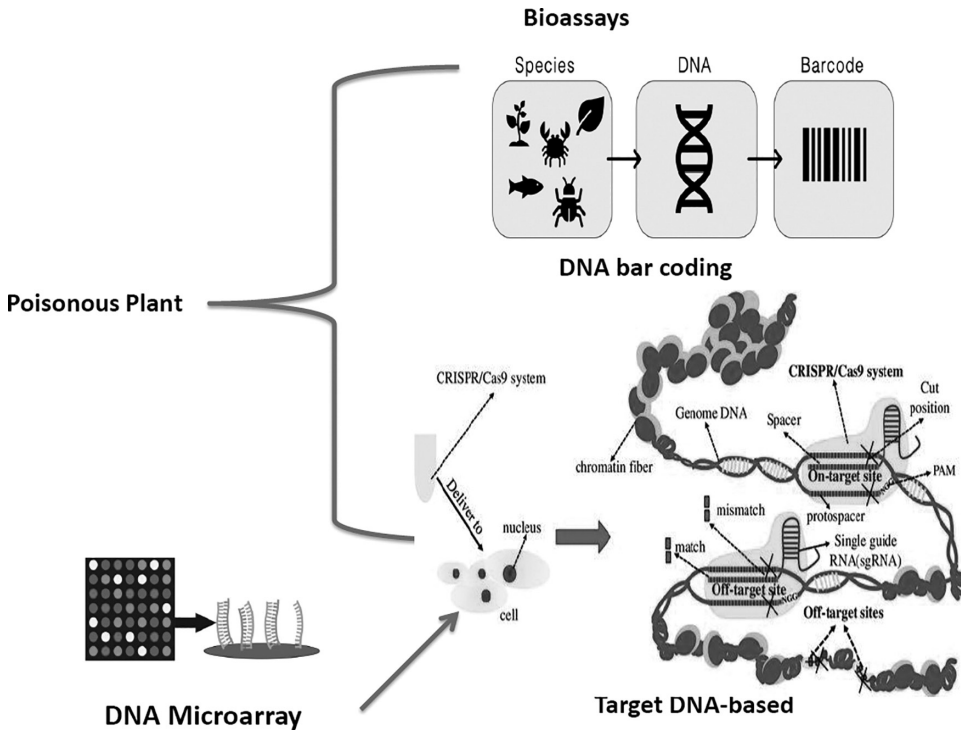 Bioassays
Species
DNA
Barcode
DNA bar coding
Poisonous Plant
CRISPR/Cas9 system
Deliver to
nucleus
cell
CRISPR/Cas9 system
Cut
position
Genome DNA
Spacer
chromatin fiber
On-target site
PAM
NGG
protospacer
mismatch
match
Single guide
RNA(sgRNA)
Off-target site
NGG
Off-target sites
DNA Microarray
Target DNA-based